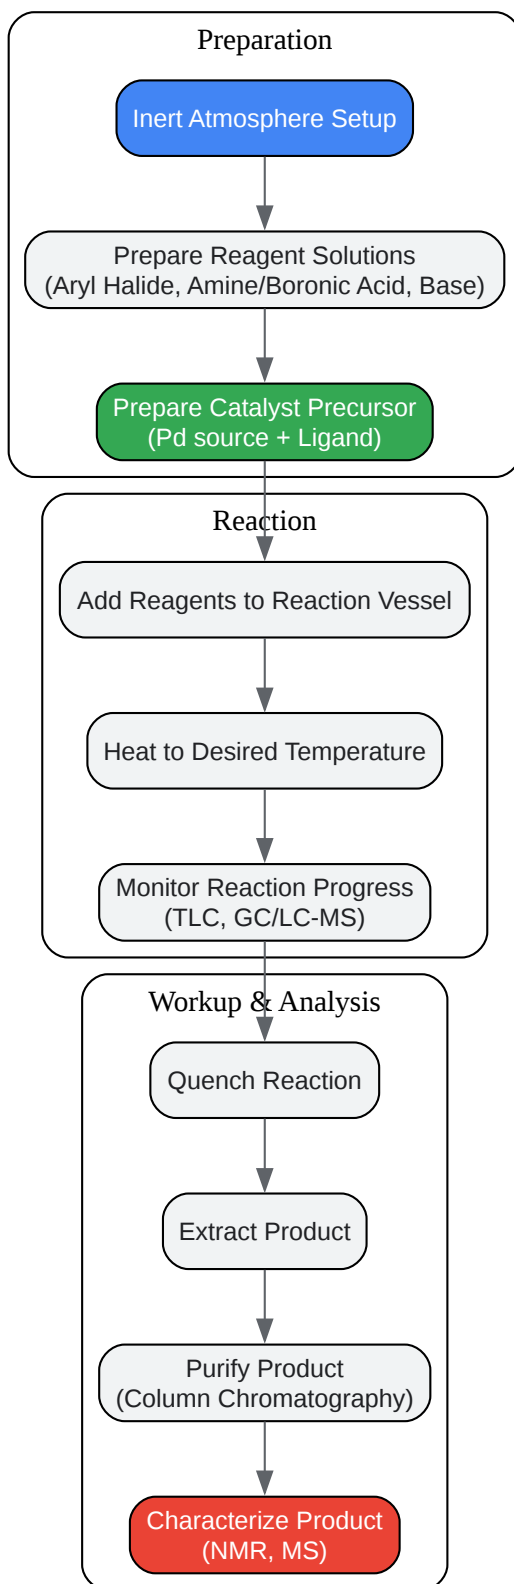 Preparation
Inert Atmosphere Setup
Prepare Reagent Solutions
(Aryl Halide, Amine/Boronic Acid, Base)
Prepare Catalyst Precursor
(Pd source + Ligand)
Reaction
Add Reagents to Reaction Vessel
Heat to Desired Temperature
Monitor Reaction Progress
(TLC, GC/LC-MS)
Workup & Analysis
Quench Reaction
Extract Product
Purify Product
(Column Chromatography)
Characterize Product
(NMR, MS)